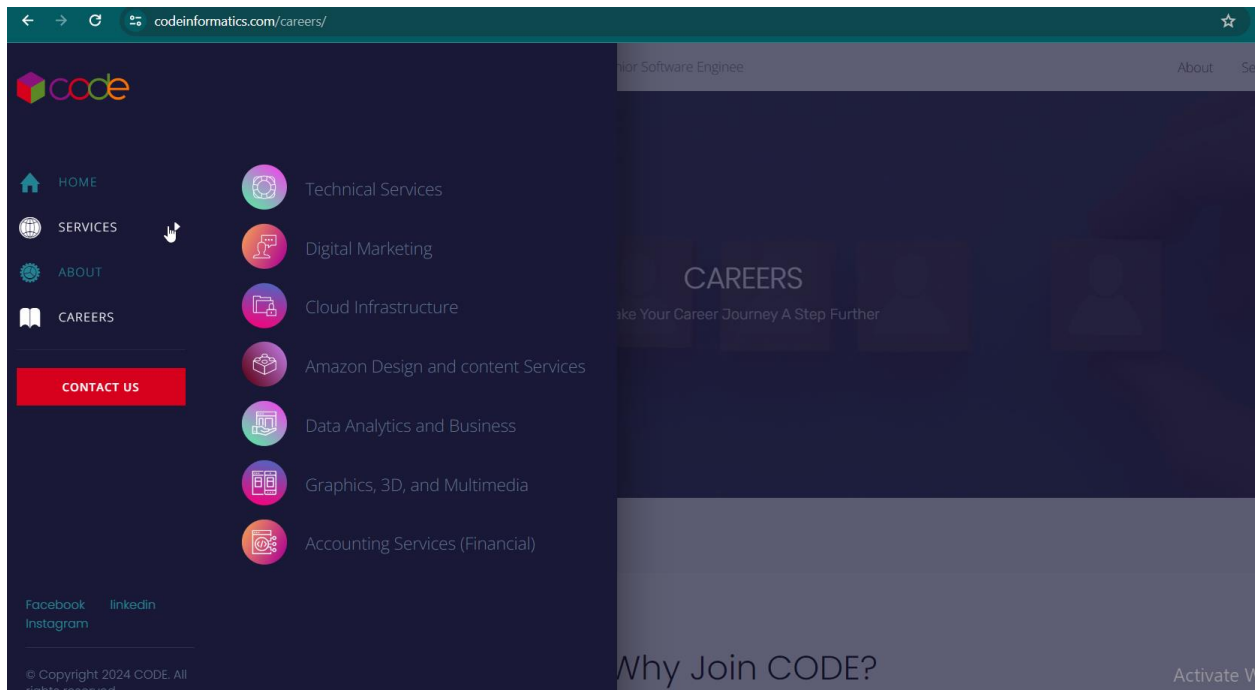 codeinformatics.com/careers/
code
nior Software Enginee
About Se
HOME
SERVICES
ABOUT
CAREERS
CONTACT US
Technical Services
Digital Marketing
Cloud Infrastructure
Amazon Design and content Services
Data Analytics and Business
Graphics, 3D, and Multimedia
Accounting Services (Financial)
CAREERS
ake Your Career Journey A Step Further
Facebook linkedin
Instagram
© Copyright 2024 CODE. All
rights reserved
Why Join CODE?
Activate W